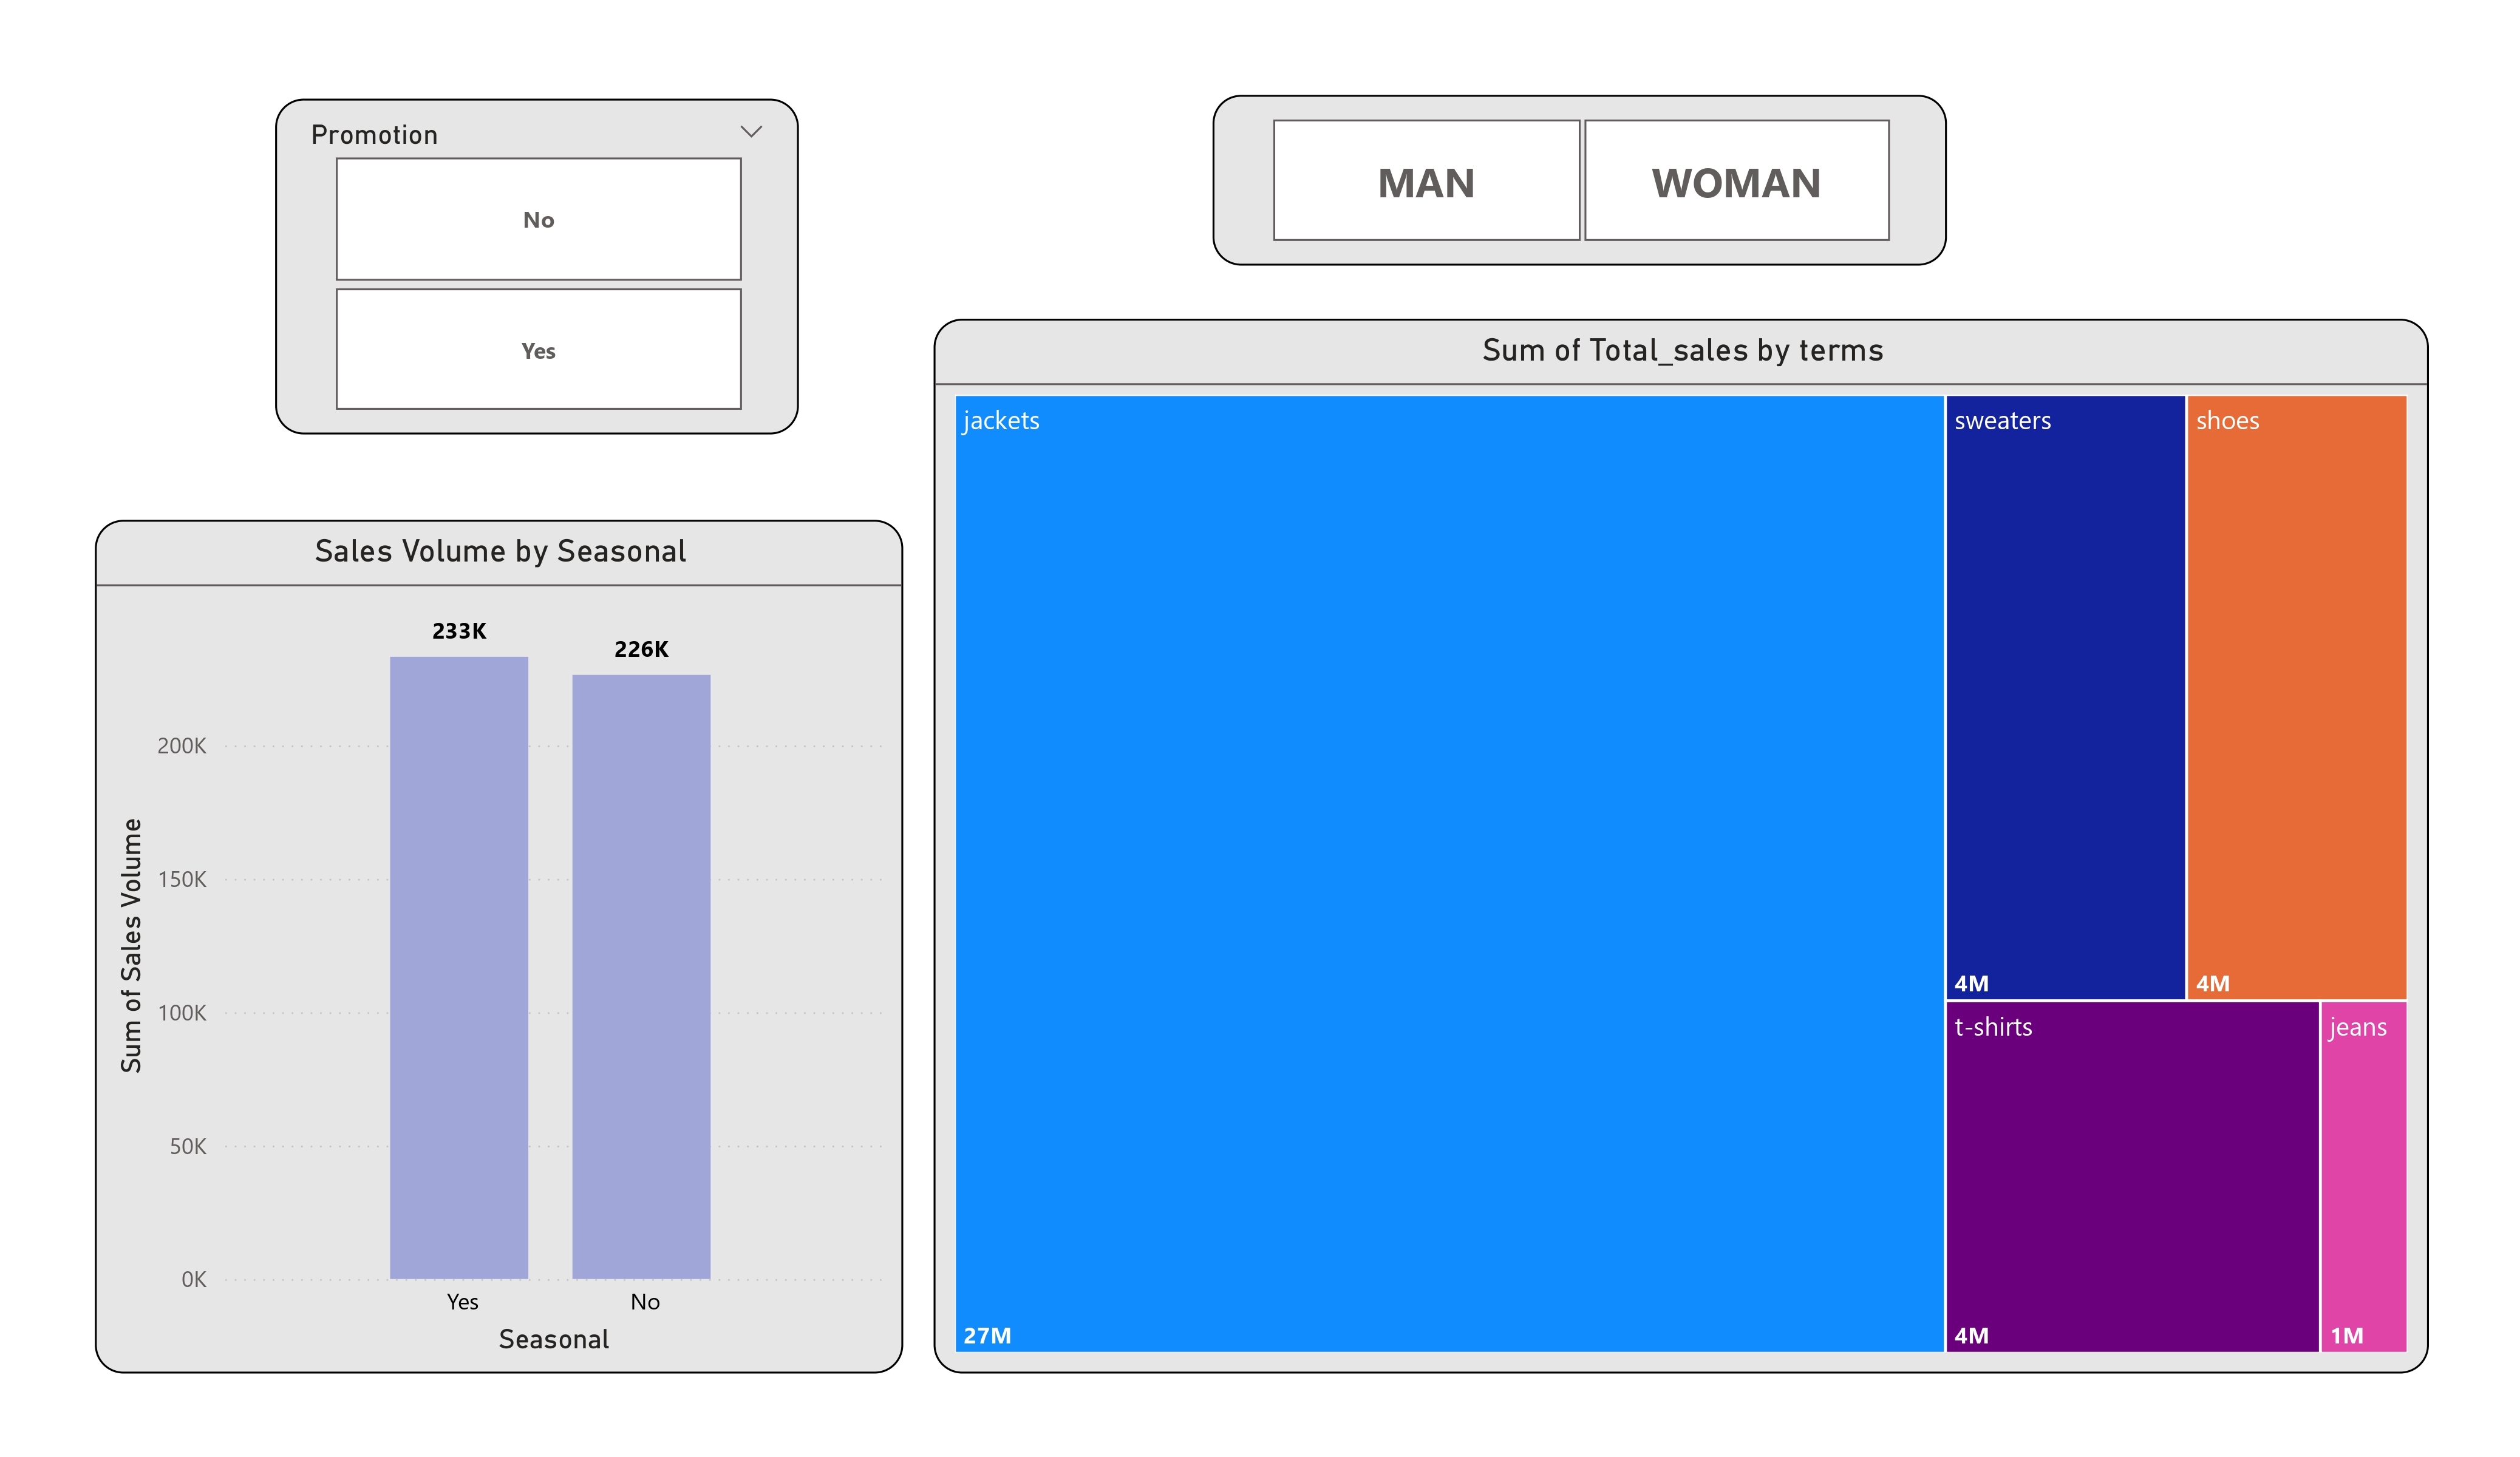 Promotion
No
Yes
MAN
WOMAN
Sales Volume by Seasonal
233K
226K
200K
150K
100K
50K
0K
Sum of Sales Volume
Yes
No
Seasonal
Sum of Total_sales by terms
jackets
27M
sweaters
4M
shoes
4M
t-shirts
4M
jeans
1M